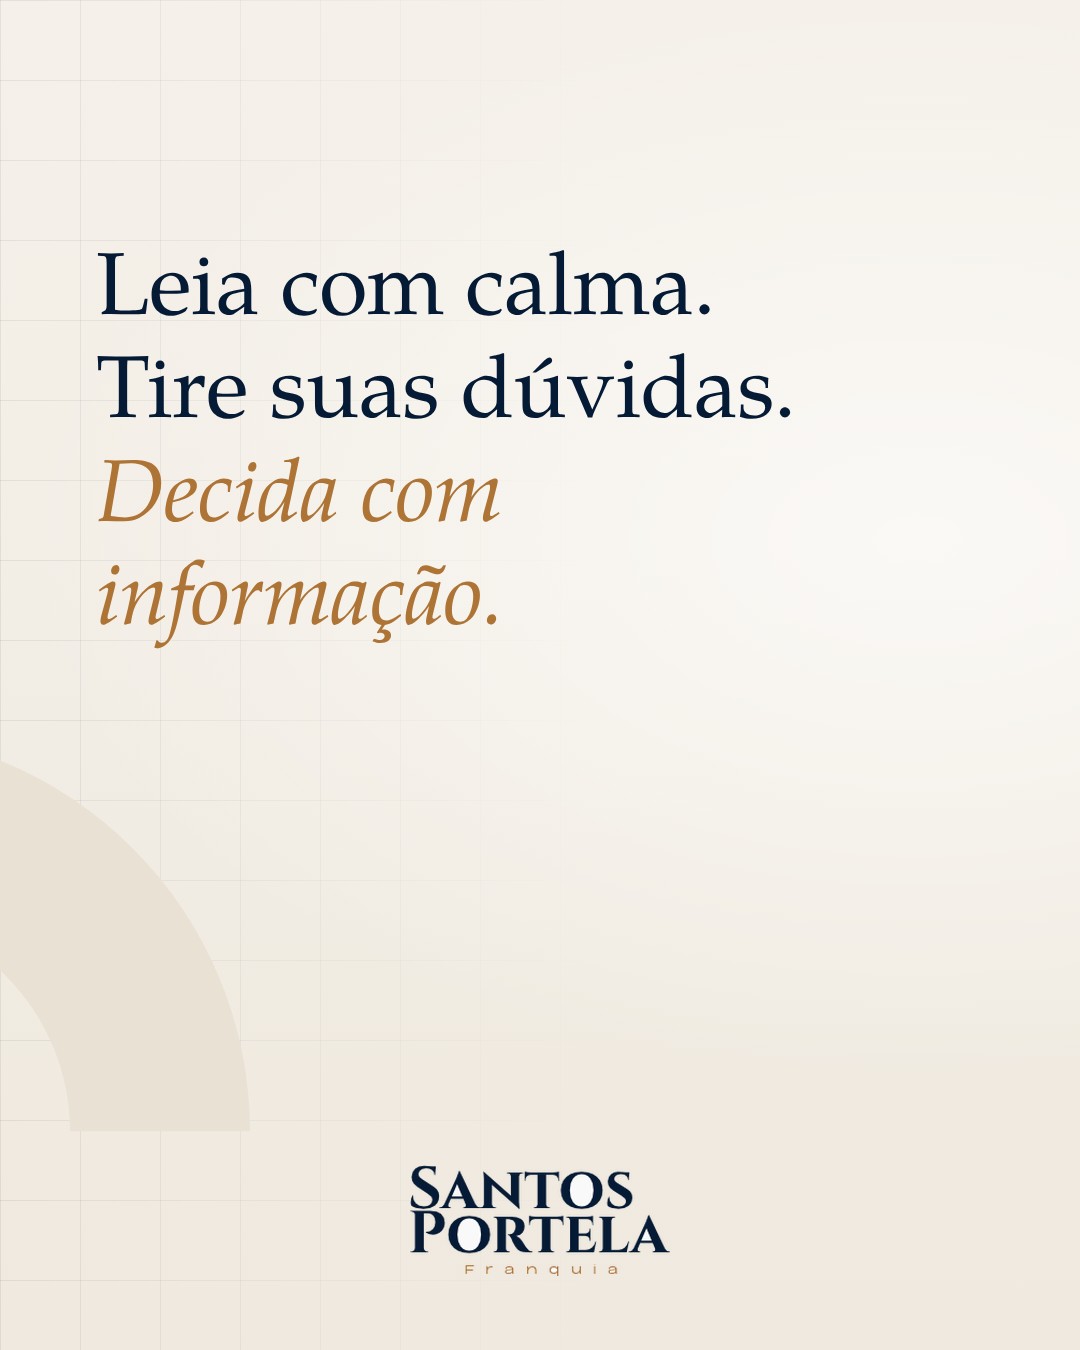 Leia com calma.
Tire suas dúvidas.
Decida com
informação.
SANTOS
PORTELA
Franquia